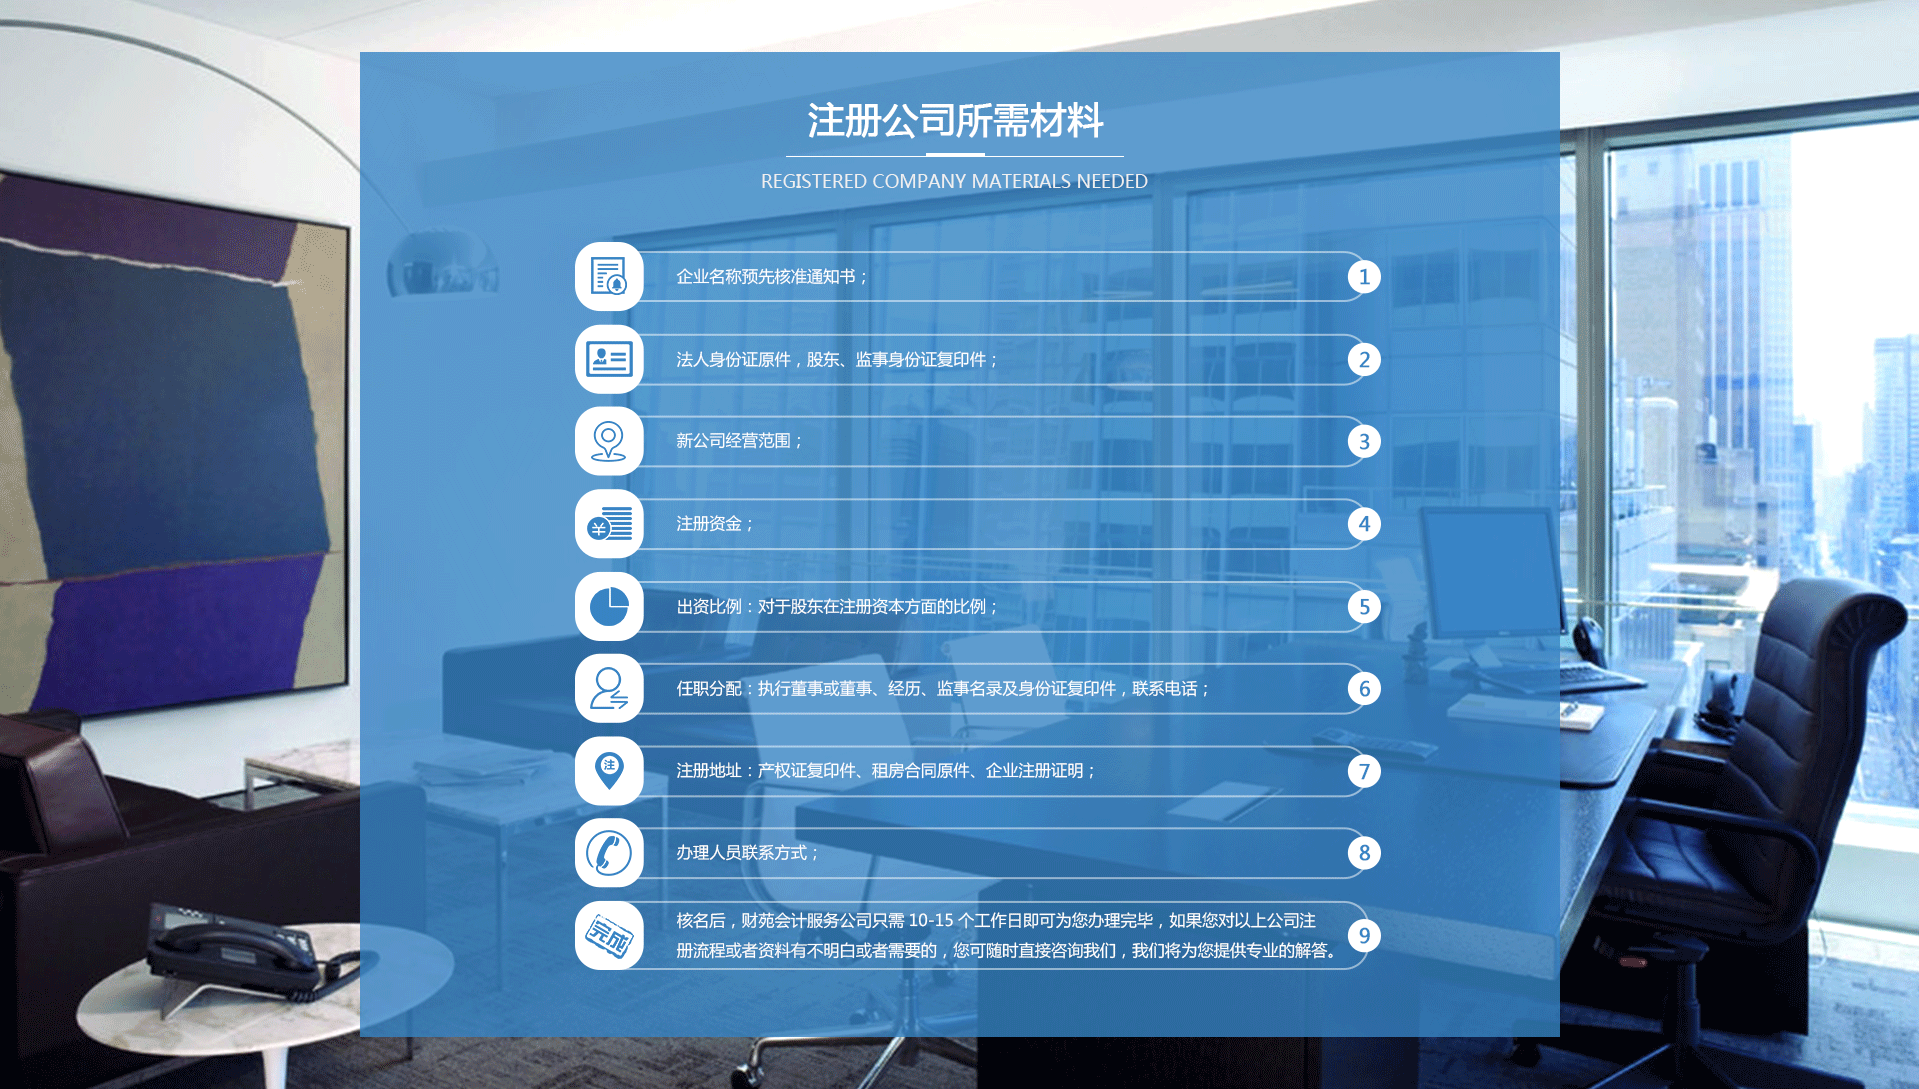 注册公司所需材料
REGISTERED COMPANY MATERIALS NEEDED
企业名称预先核准通知书；
1
法人身份证原件，股东、监事身份证复印件；
2
新公司经营范围；
3
注册资金；
4
出资比例：对于股东在注册资本方面的比例；
5
任职分配：执行董事或董事、经历、监事名录及身份证复印件，联系电话；
6
注
注册地址：产权证复印件、租房合同原件、企业注册证明；
7
办理人员联系方式；
8
完成
核名后，财苑会计服务公司只需 10-15 个工作日即可为您办理完毕，如果您对以上公司注
册流程或者资料有不明白或者需要的，您可随时直接咨询我们，我们将为您提供专业的解答。
9